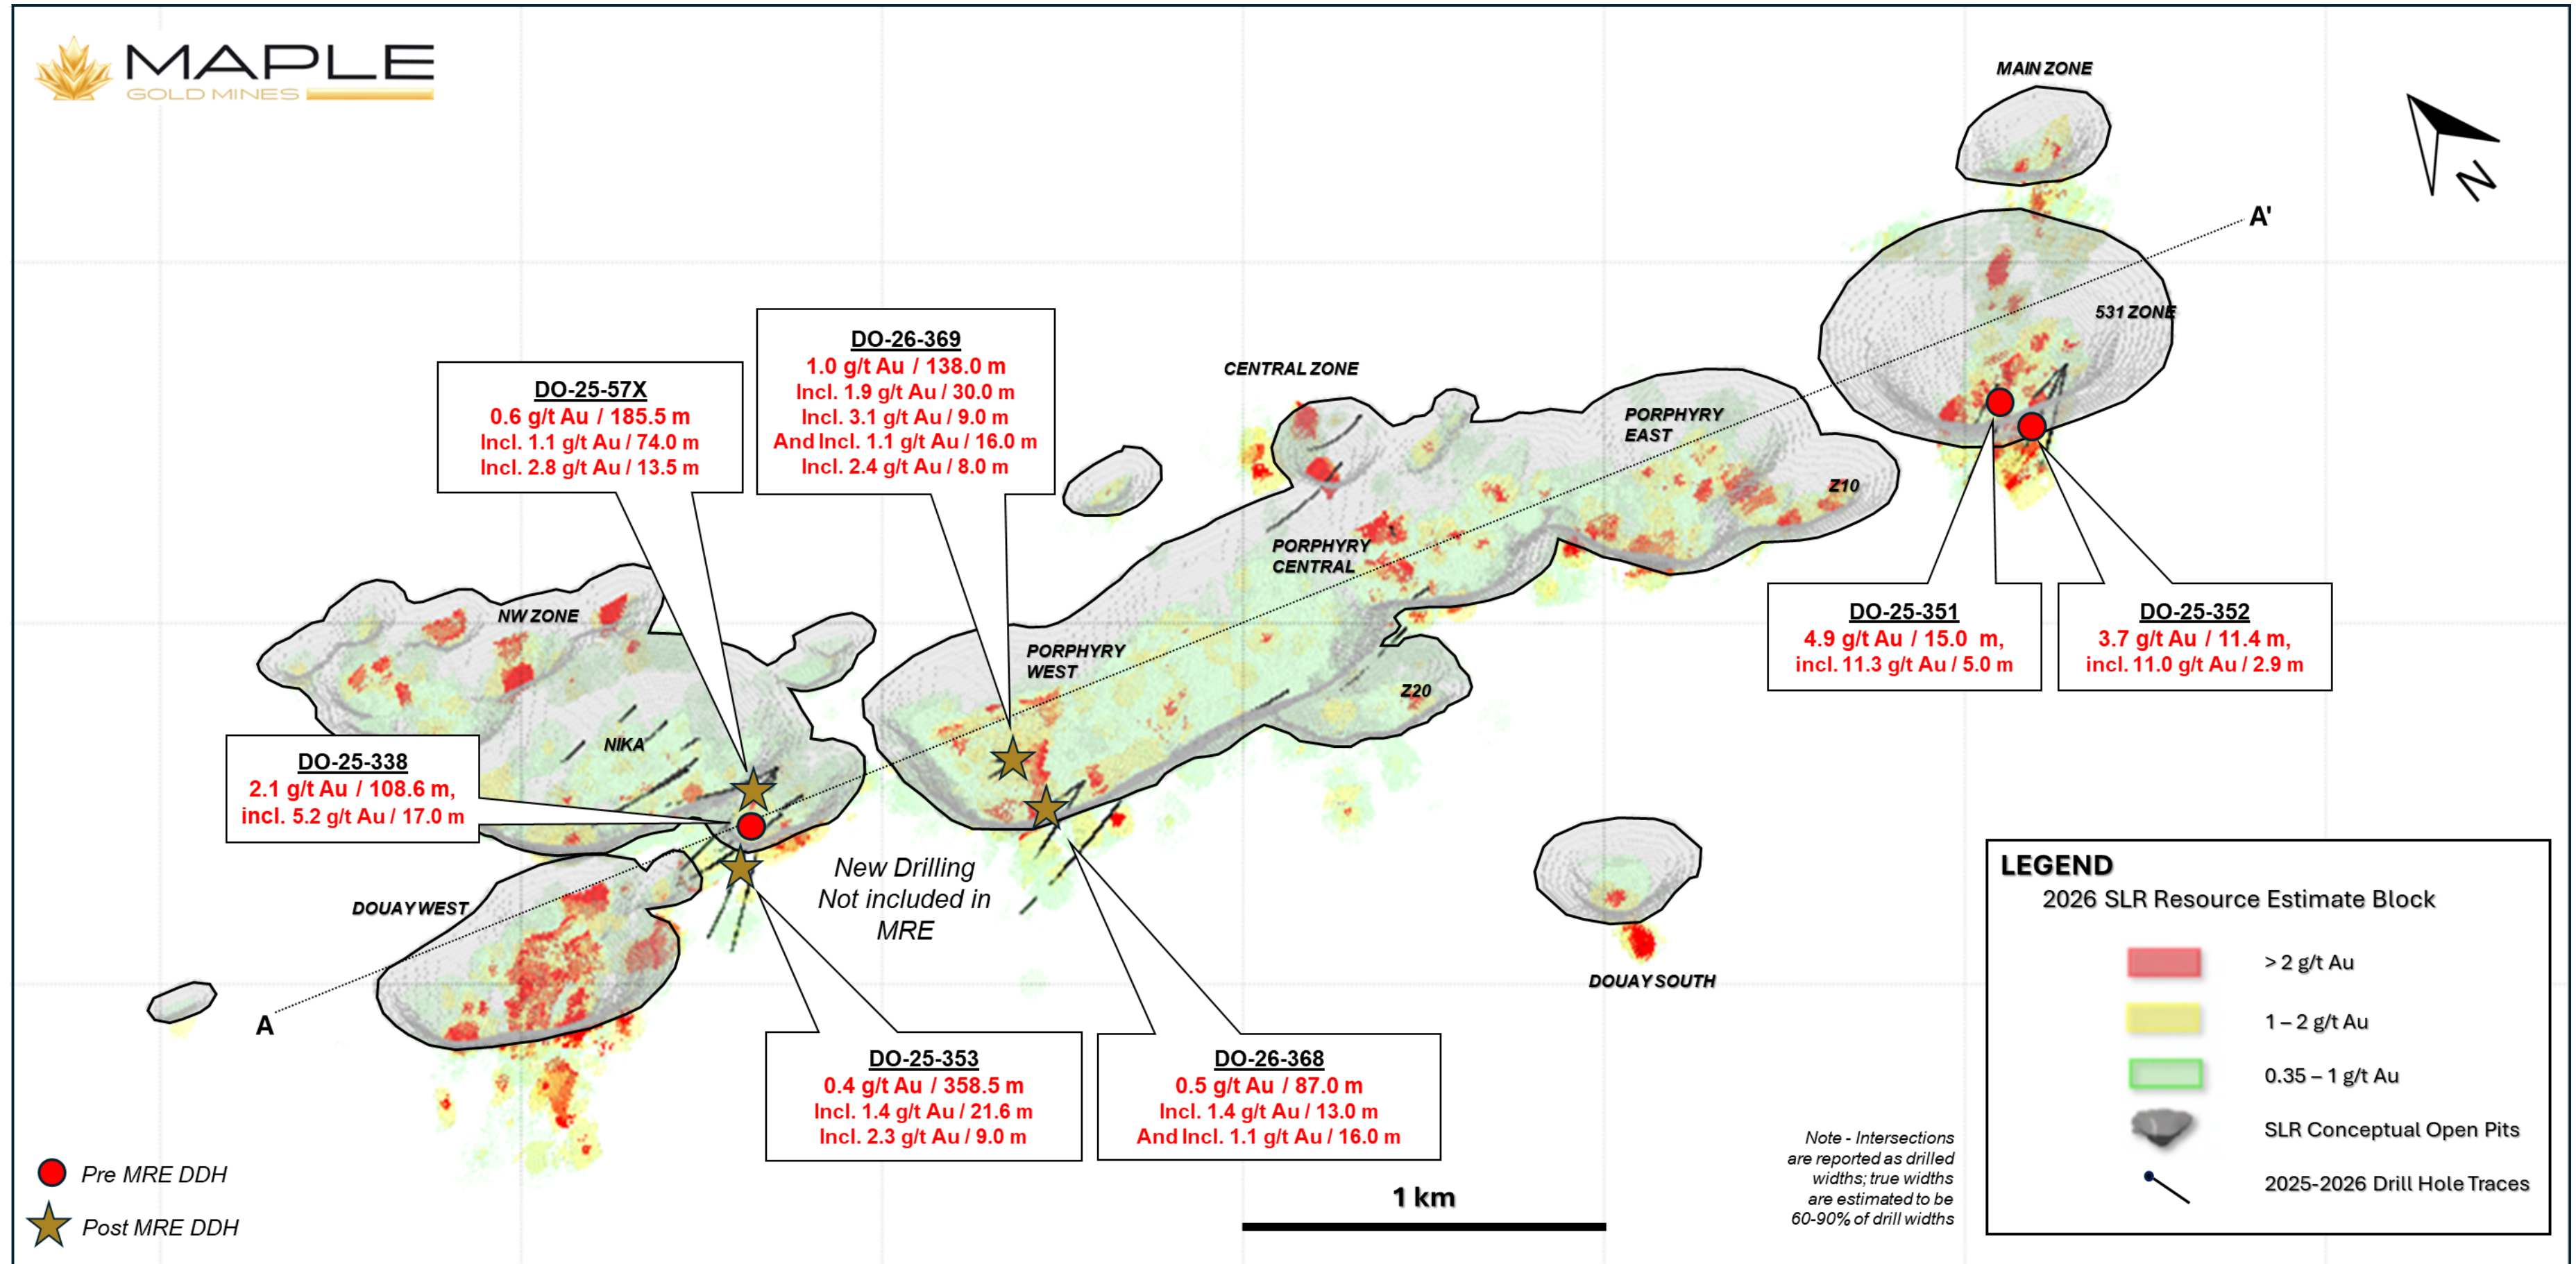 MAPLE
GOLD MINES
MAIN ZONE
N
A'
531 ZONE
DO-26-369
1.0 g/t Au / 138.0 m
Incl. 1.9 g/t Au / 30.0 m
Incl. 3.1 g/t Au / 9.0 m
And Incl. 1.1 g/t Au / 16.0 m
Incl. 2.4 g/t Au / 8.0 m
DO-25-57X
0.6 g/t Au / 185.5 m
Incl. 1.1 g/t Au / 74.0 m
Incl. 2.8 g/t Au / 13.5 m
CENTRAL ZONE
PORPHYRY
EAST
Z10
PORPHYRY
CENTRAL
NW ZONE
PORPHYRY
WEST
Z20
DO-25-351
4.9 g/t Au / 15.0 m,
incl. 11.3 g/t Au / 5.0 m
DO-25-352
3.7 g/t Au / 11.4 m,
incl. 11.0 g/t Au / 2.9 m
NIKA
DO-25-338
2.1 g/t Au / 108.6 m,
incl. 5.2 g/t Au / 17.0 m
New Drilling
Not included in
MRE
DOUAY WEST
DOUAY SOUTH
A
DO-25-353
0.4 g/t Au / 358.5 m
Incl. 1.4 g/t Au / 21.6 m
Incl. 2.3 g/t Au / 9.0 m
DO-26-368
0.5 g/t Au / 87.0 m
Incl. 1.4 g/t Au / 13.0 m
And Incl. 1.1 g/t Au / 16.0 m
Pre MRE DDH
Post MRE DDH
1 km
Note - Intersections
are reported as drilled
widths; true widths
are estimated to be
60-90% of drill widths
LEGEND
2026 SLR Resource Estimate Block
> 2 g/t Au
1 – 2 g/t Au
0.35 – 1 g/t Au
SLR Conceptual Open Pits
2025-2026 Drill Hole Traces